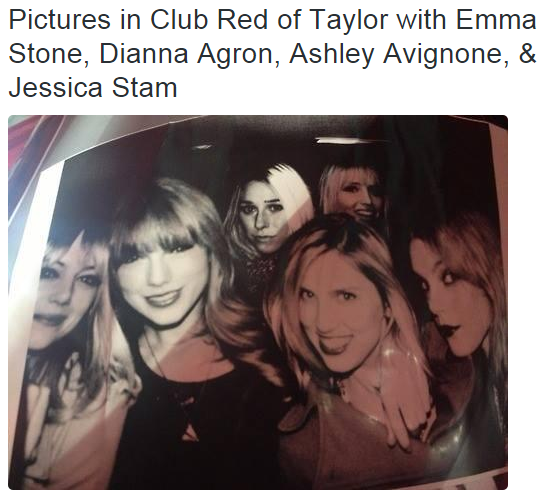 Pictures in Club Red of Taylor with Emma
Stone, Dianna Agron, Ashley Avignone, &
Jessica Stam